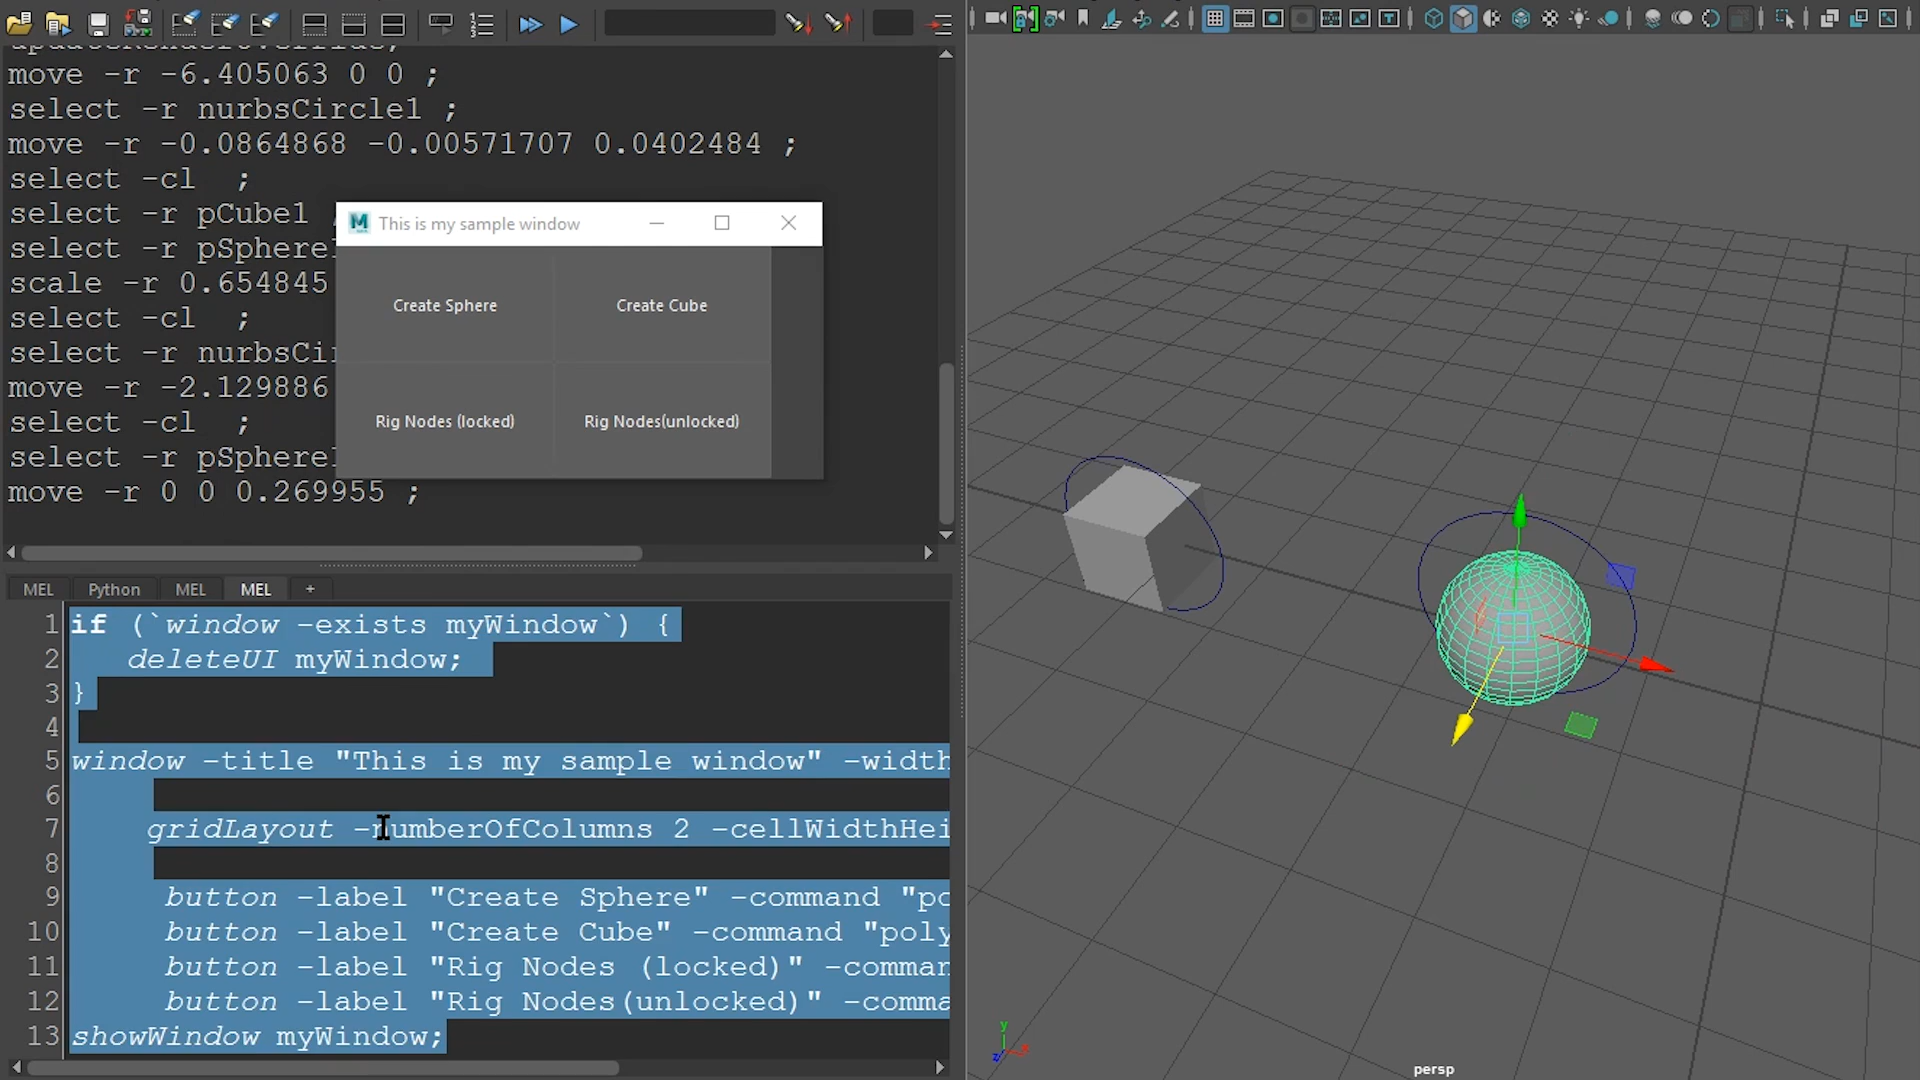 move -r -6.405063 0 0 ;
select -r nurbsCircle1 ;
move -r -0.0864868 -0.00571707 0.0402484 ;
select -cl  ;
select -r pCube1 ;
select -r pSphere
scale -r 0.654845
select -cl  ;
select -r nurbsCi
move -r -2.129886
select -cl  ;
select -r pSphere
move -r 0 0 0.269955 ;
This is my sample window
Create Sphere
Create Cube
Rig Nodes (locked)
Rig Nodes(unlocked)
MEL Python MEL MEL +
1 if (`window -exists myWindow`) {
2 deleteUI myWindow;
3 }
4
5 window -title "This is my sample window" -width
6
7 gridLayout -numberOfColumns 2 -cellWidthHei
8
9 button -label "Create Sphere" -command "po
10 button -label "Create Cube" -command "poly
11 button -label "Rig Nodes (locked)" -comman
12 button -label "Rig Nodes(unlocked)" -comma
13 showWindow myWindow;
y
z x
persp